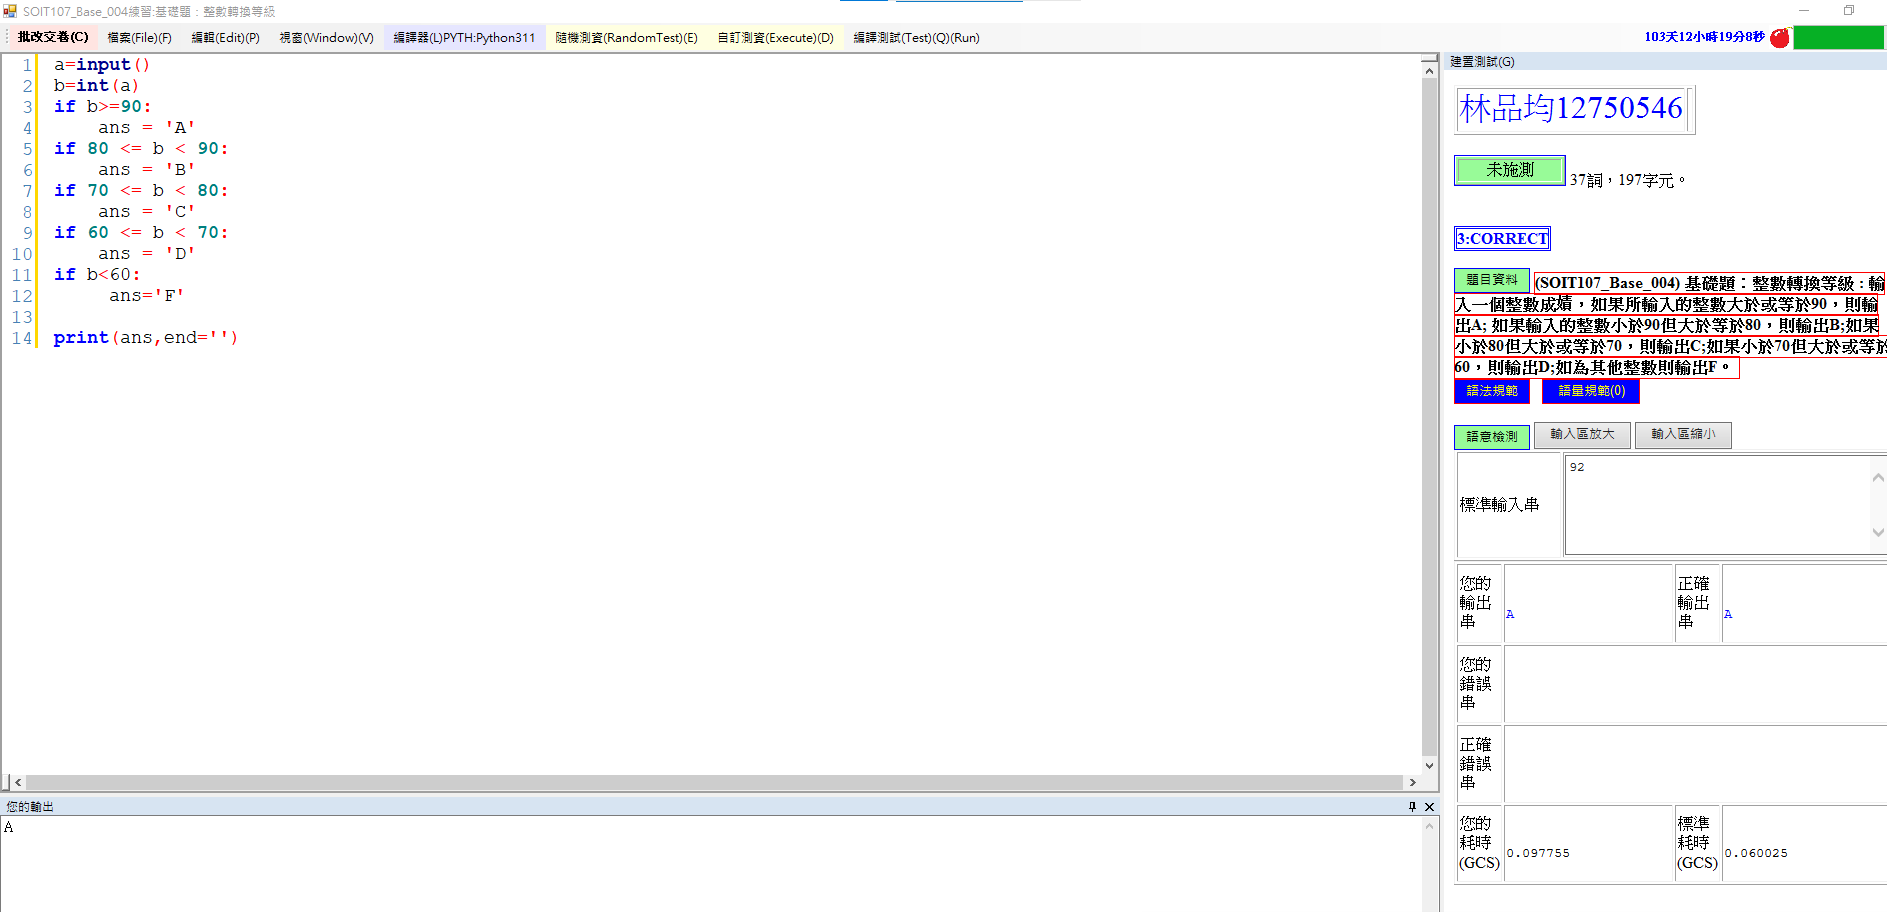 SOIT107_Base_004練習:基礎題：整數轉換等級
批改交卷(C) 檔案(File)(F) 編輯(Edit)(P) 視窗(Window)(V) 編譯器(L)PYTH:Python311 隨機測資(RandomTest)(E) 自訂測資(Execute)(D) 編譯測試(Test)(Q)(Run) 103天12小時19分8秒
1 a=input()
2 b=int(a)
3 if b>=90:
4     ans = 'A'
5 if 80 <= b < 90:
6     ans = 'B'
7 if 70 <= b < 80:
8     ans = 'C'
9 if 60 <= b < 70:
10     ans = 'D'
11 if b<60:
12      ans='F'
13
14 print(ans,end='')
您的輸出
A
建置測試(G)
林品均12750546
未施測 37詞，197字元。
3:CORRECT
題目資料 (SOIT107_Base_004) 基礎題：整數轉換等級 : 輸
入一個整數成績，如果所輸入的整數大於或等於90，則輸
出A; 如果輸入的整數小於90但大於等於80，則輸出B;如果
小於80但大於或等於70，則輸出C;如果小於70但大於或等於
60，則輸出D;如為其他整數則輸出F。
語法規範 語量規範(0)
語意檢測 輸入區放大 輸入區縮小
標準輸入串 92
您的輸出串 A 正確輸出串 A
您的錯誤串
正確錯誤串
您的耗時(GCS) 0.097755 標準耗時(GCS) 0.060025